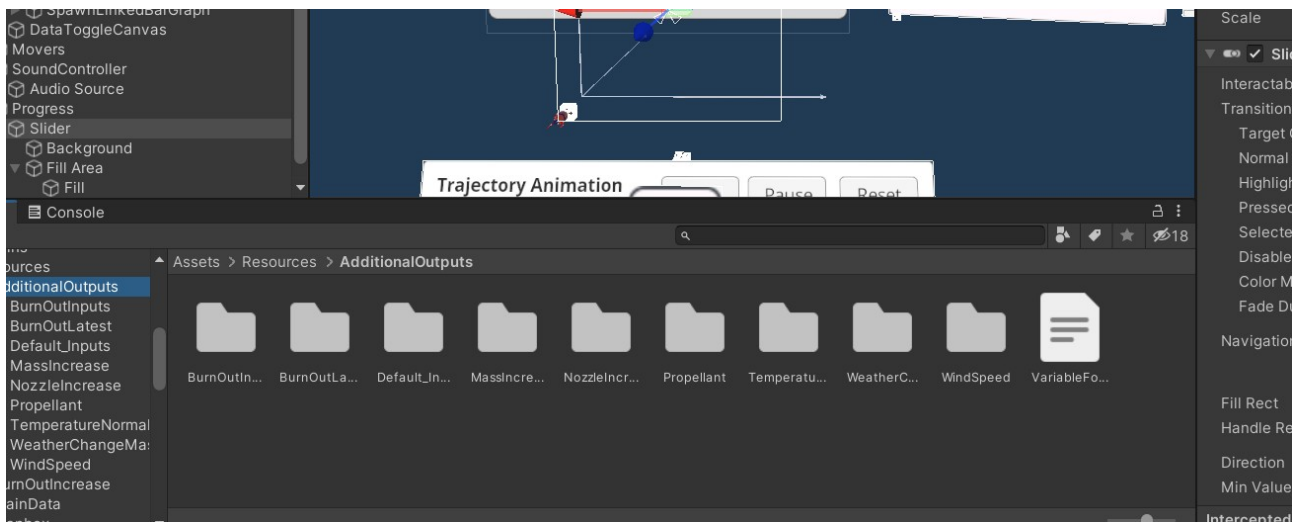 SpawnLinkedBarGraph
DataToggleCanvas
Movers
SoundController
Audio Source
Progress
Slider
Background
Fill Area
Fill
Trajectory Animation
Pause
Reset
Scale
Sli
Interactab
Transition
Target
Normal
Highligh
Pressed
Selecte
Disable
Color M
Fade Du
Navigation
Fill Rect
Handle Re
Direction
Min Value
Intercepted
Console
18
ources
dditionalOutputs
BurnOutInputs
BurnOutLatest
Default_Inputs
MassIncrease
NozzleIncrease
Propellant
TemperatureNormal
WeatherChangeMa
WindSpeed
urnOutIncrease
ainData
Assets > Resources > AdditionalOutputs
BurnOutIn... BurnOutLa... Default_In... MassIncre... NozzleIncr... Propellant Temperatu... WeatherC... WindSpeed VariableFo...